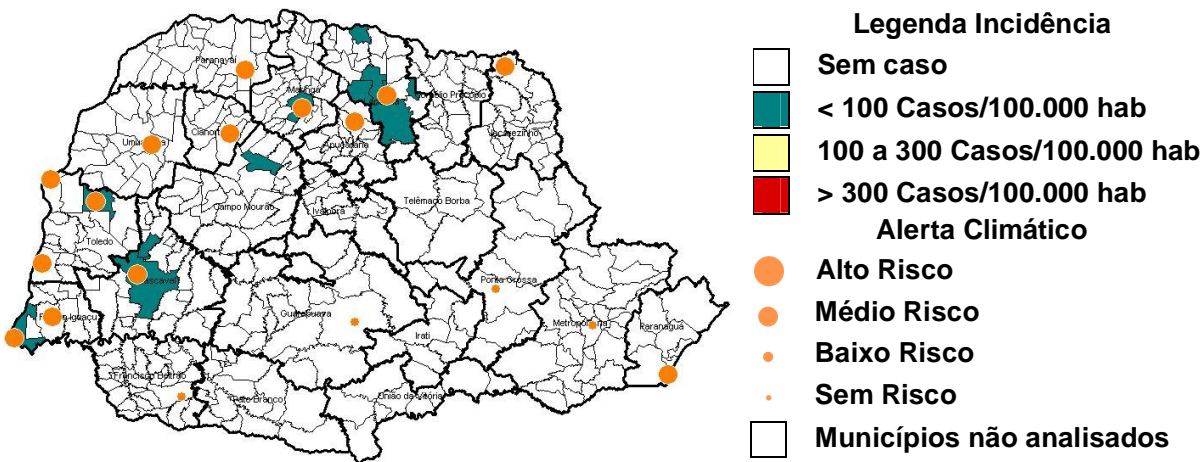 Legenda Incidência
Sem caso
< 100 Casos/100.000 hab
100 a 300 Casos/100.000 hab
> 300 Casos/100.000 hab
Alerta Climático
Alto Risco
Médio Risco
Baixo Risco
Sem Risco
Municípios não analisados
Paranavaí
Maringá
Cianorte
Apucarana
Jacarezinho
Campo Mourão
Ivaiporã
Telêmaco Borba
Toledo
Ponta Grossa
Guarapuava
Irati
Metropolitana
Paranaguá
Francisco Beltrão
Pato Branco
União da Vitória